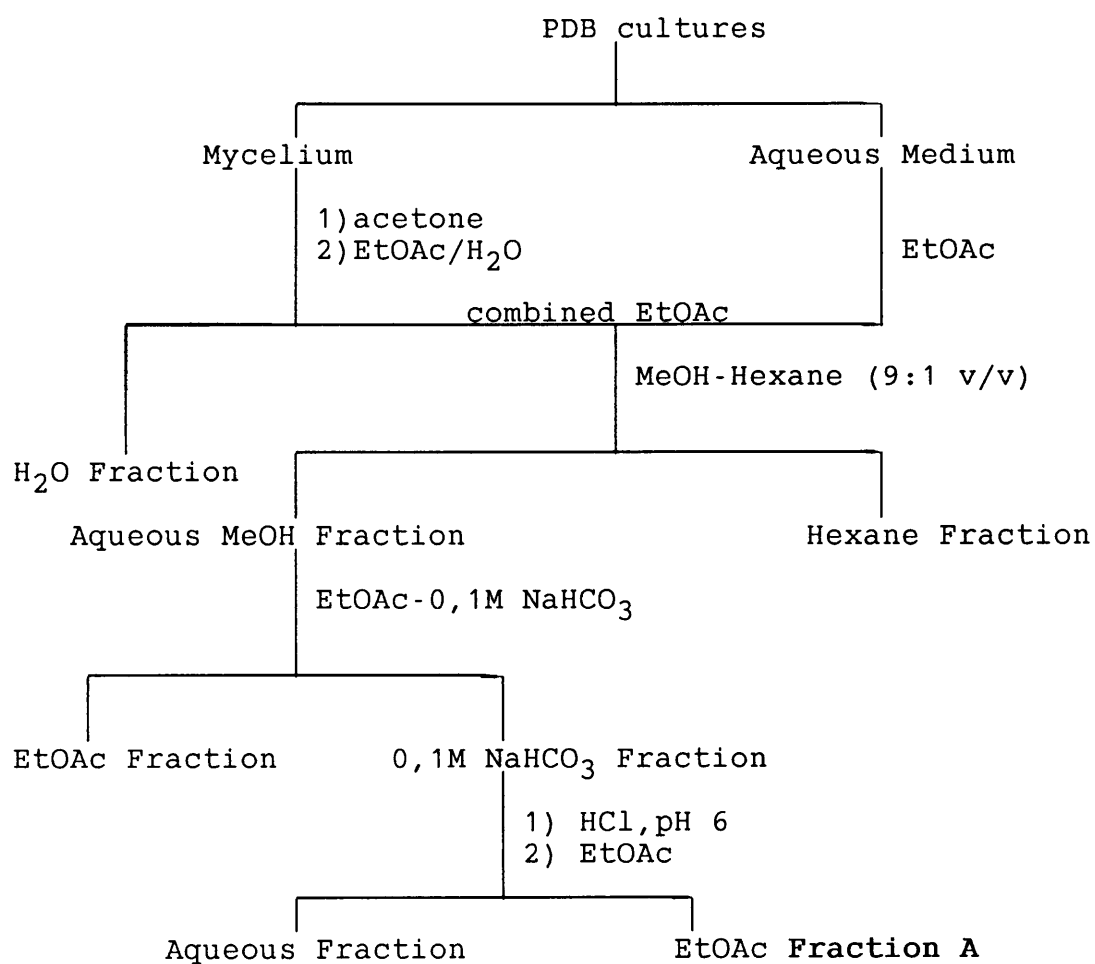 PDB cultures
Mycelium
Aqueous Medium
1)acetone
2)EtOAc/H₂O
EtOAc
combined EtOAc
MeOH-Hexane (9:1 v/v)
H₂O Fraction
Aqueous MeOH Fraction
Hexane Fraction
EtOAc-0,1M NaHCO₃
EtOAc Fraction
0,1M NaHCO₃ Fraction
1) HCl,pH 6
2) EtOAc
Aqueous Fraction
EtOAc Fraction A